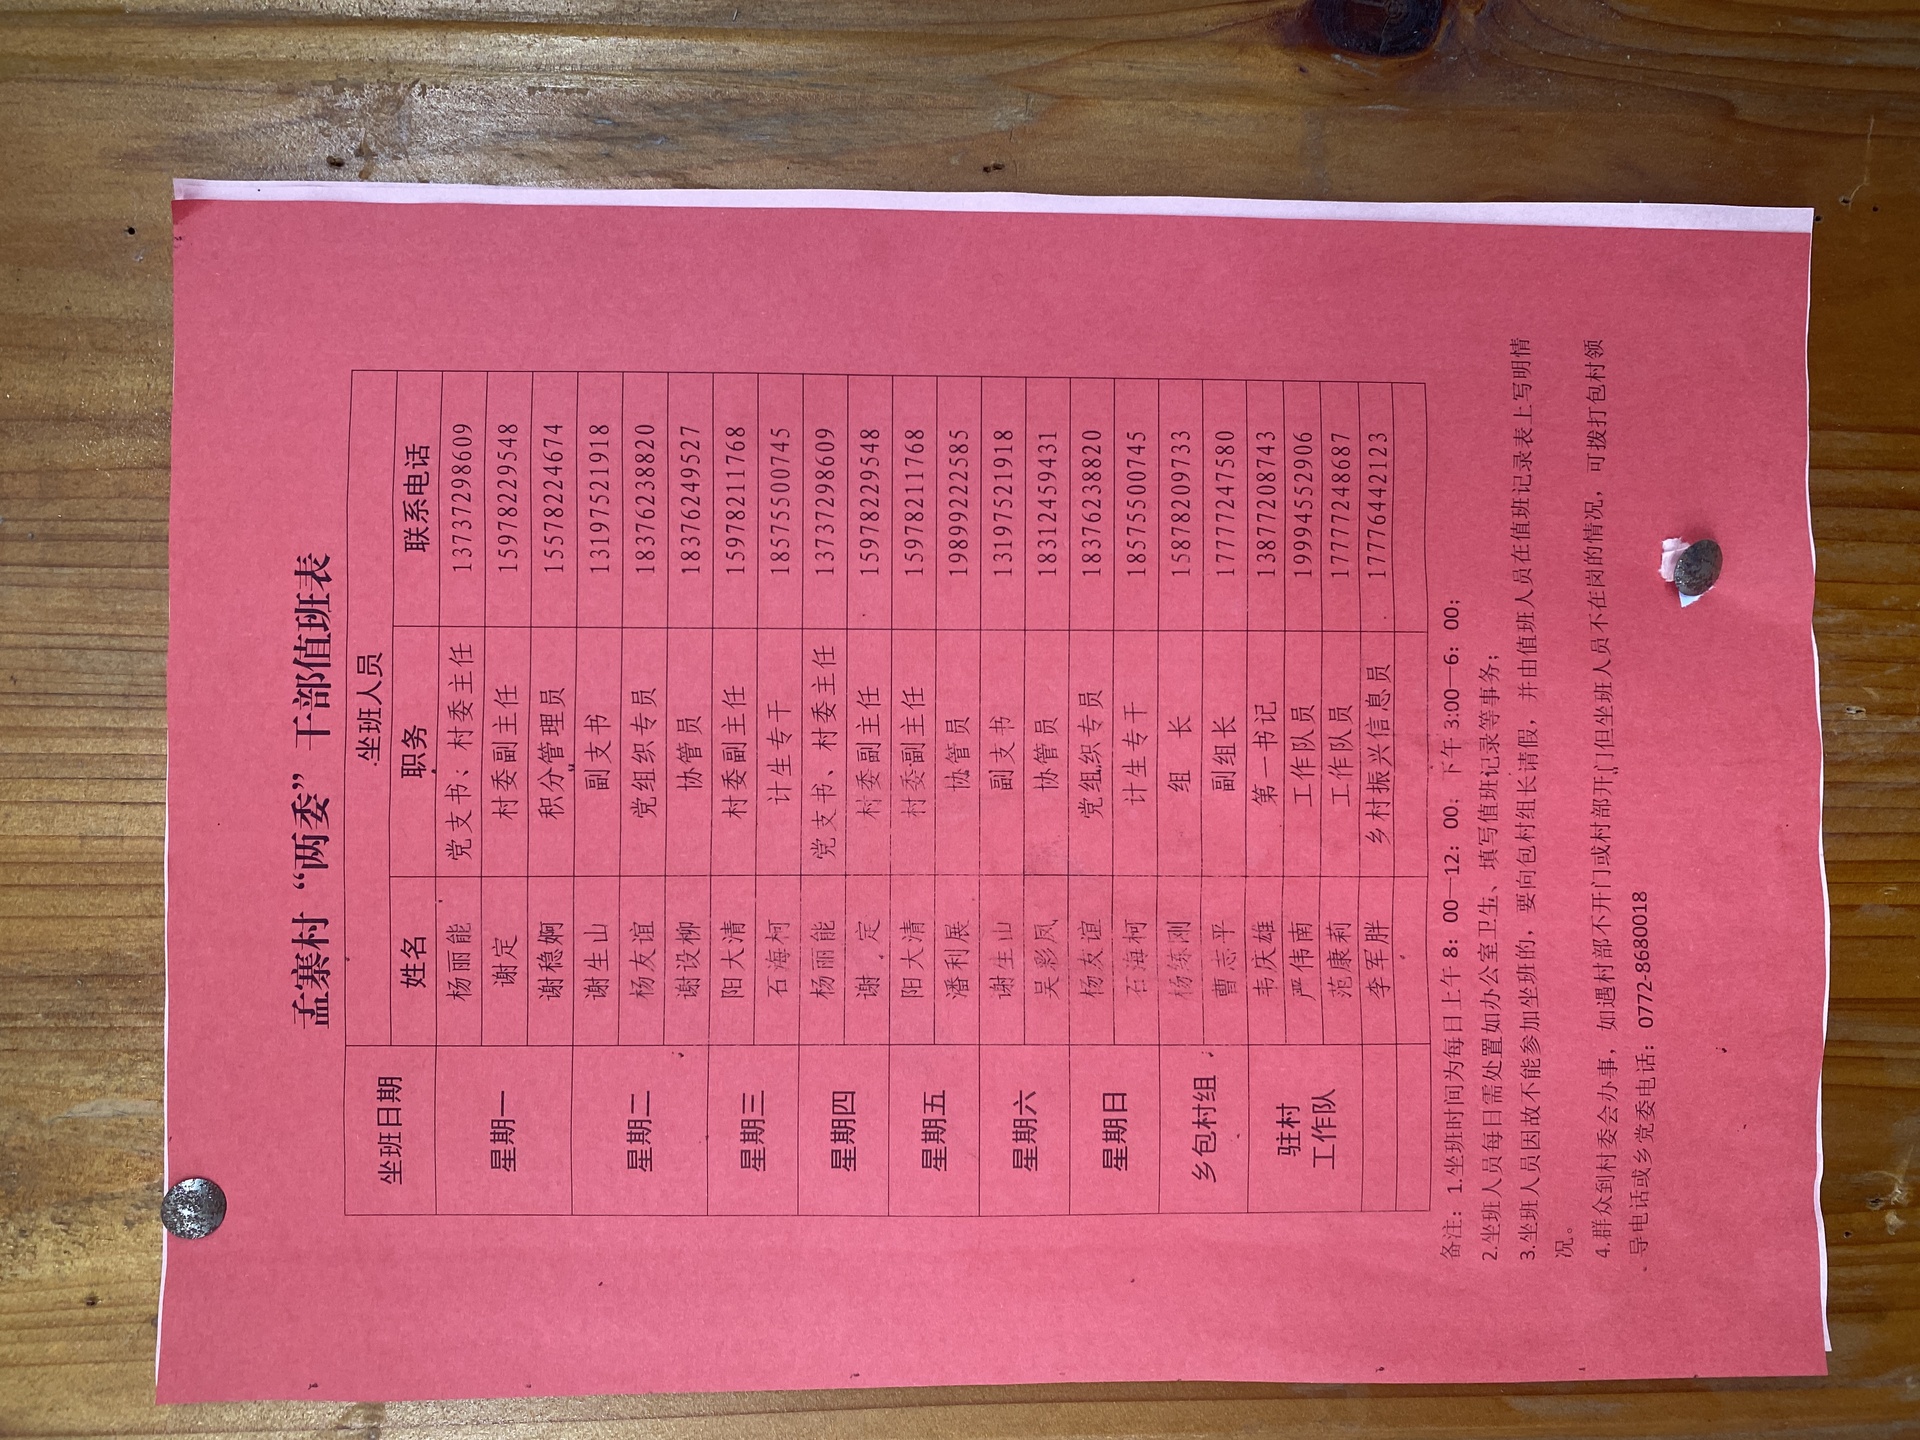 孟寨村“两委”干部值班表
坐班日期 坐班人员
姓名 职务 联系电话
星期一 杨丽能 党支书；村委主任 13737298609
谢定 村委副主任 15978229548
谢稳婀 积分管理员 15578224674
星期二 谢生山 副支书 13197521918
杨友谊 党组织专员 18376238820
谢设柳 协管员 18376249527
星期三 阳大清 村委副主任 15978211768
石海柯 计生专干 18575500745
星期四 杨丽能 党支书、村委主任 13737298609
谢 定 村委副主任 15978229548
星期五 阳大清 村委副主任 15978211768
潘利展 协管员 19899222585
星期六 谢生山 副支书 13197521918
吴彩凤 协管员 18312459431
星期日 杨友谊 党组织专员 18376238820
石海柯 计生专干 18575500745
乡包村组 杨练刚 组 长 15878209733
曹志平 副组长 17777247580
驻村工作队 韦庆雄 第一书记 13877208743
严伟南 工作队员 19994552906
范康莉 工作队员 17777248687
李军胖 乡村振兴信息员 17776442123
备注：1.坐班时间为每日上午8：00—12：00；下午3:00—6：00；
2.坐班人员每日需处置如办公室卫生、填写值班记录等事务；
3.坐班人员因故不能参加坐班的，要向包村组长请假，并由值班人员在值班记录表上写明情
况。
4.群众到村委会办事，如遇村部不开门或村部开门但坐班人员不在岗的情况，可拨打包村领
导电话或乡党委电话：0772-8680018